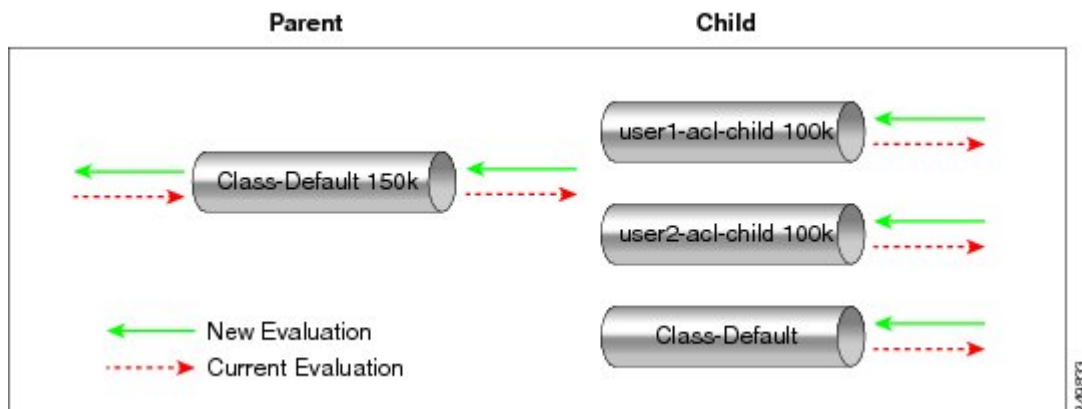 Parent
Child
user1-acl-child 100k
Class-Default 150k
user2-acl-child 100k
Class-Default
New Evaluation
Current Evaluation